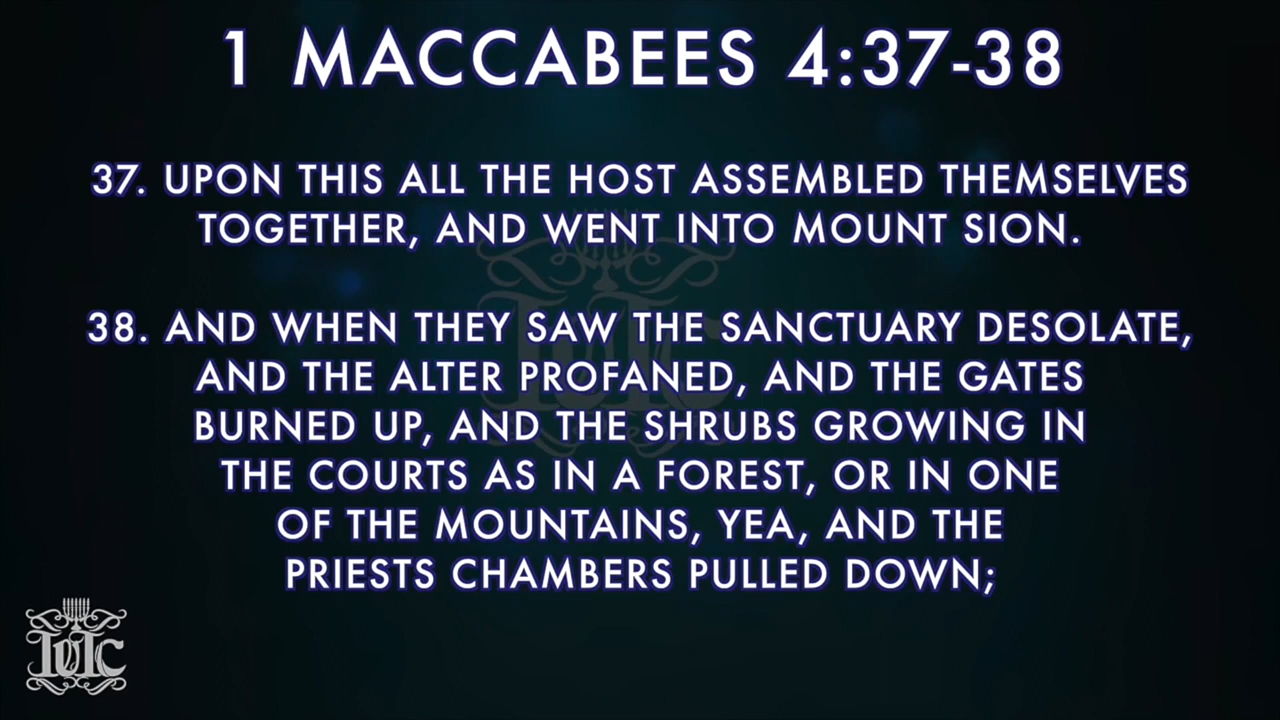 1 MACCABEES 4:37-38
37. UPON THIS ALL THE HOST ASSEMBLED THEMSELVES
TOGETHER, AND WENT INTO MOUNT SION.
38. AND WHEN THEY SAW THE SANCTUARY DESOLATE,
AND THE ALTER PROFANED, AND THE GATES
BURNED UP, AND THE SHRUBS GROWING IN
THE COURTS AS IN A FOREST, OR IN ONE
OF THE MOUNTAINS, YEA, AND THE
PRIESTS CHAMBERS PULLED DOWN;
IUIC